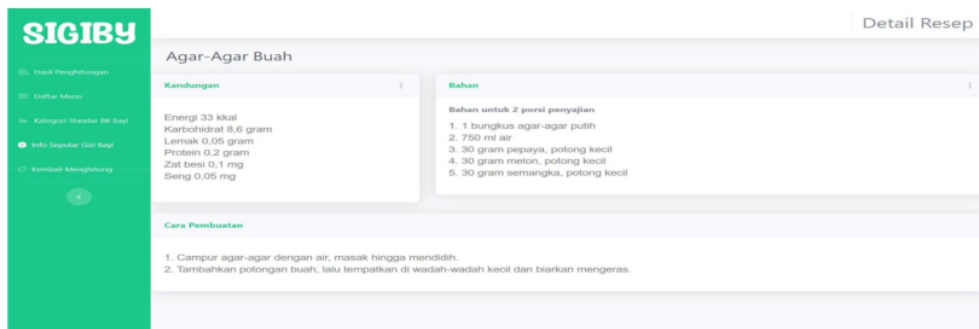 SIGIBY
Hasil Penghitungan
Daftar Menu
Kategori Standar BB Bayi
Info Seputar Gizi Bayi
Kembali Menghitung
Detail Resep
Agar-Agar Buah
Kandungan
Energi 33 kkal
Karbohidrat 8,6 gram
Lemak 0,05 gram
Protein 0,2 gram
Zat besi 0,1 mg
Seng 0,05 mg
Bahan
Bahan untuk 2 porsi penyajian
1. 1 bungkus agar-agar putih
2. 750 ml air
3. 30 gram pepaya, potong kecil
4. 30 gram melon, potong kecil
5. 30 gram semangka, potong kecil
Cara Pembuatan
1. Campur agar-agar dengan air, masak hingga mendidih.
2. Tambahkan potongan buah, lalu tempatkan di wadah-wadah kecil dan biarkan mengeras.